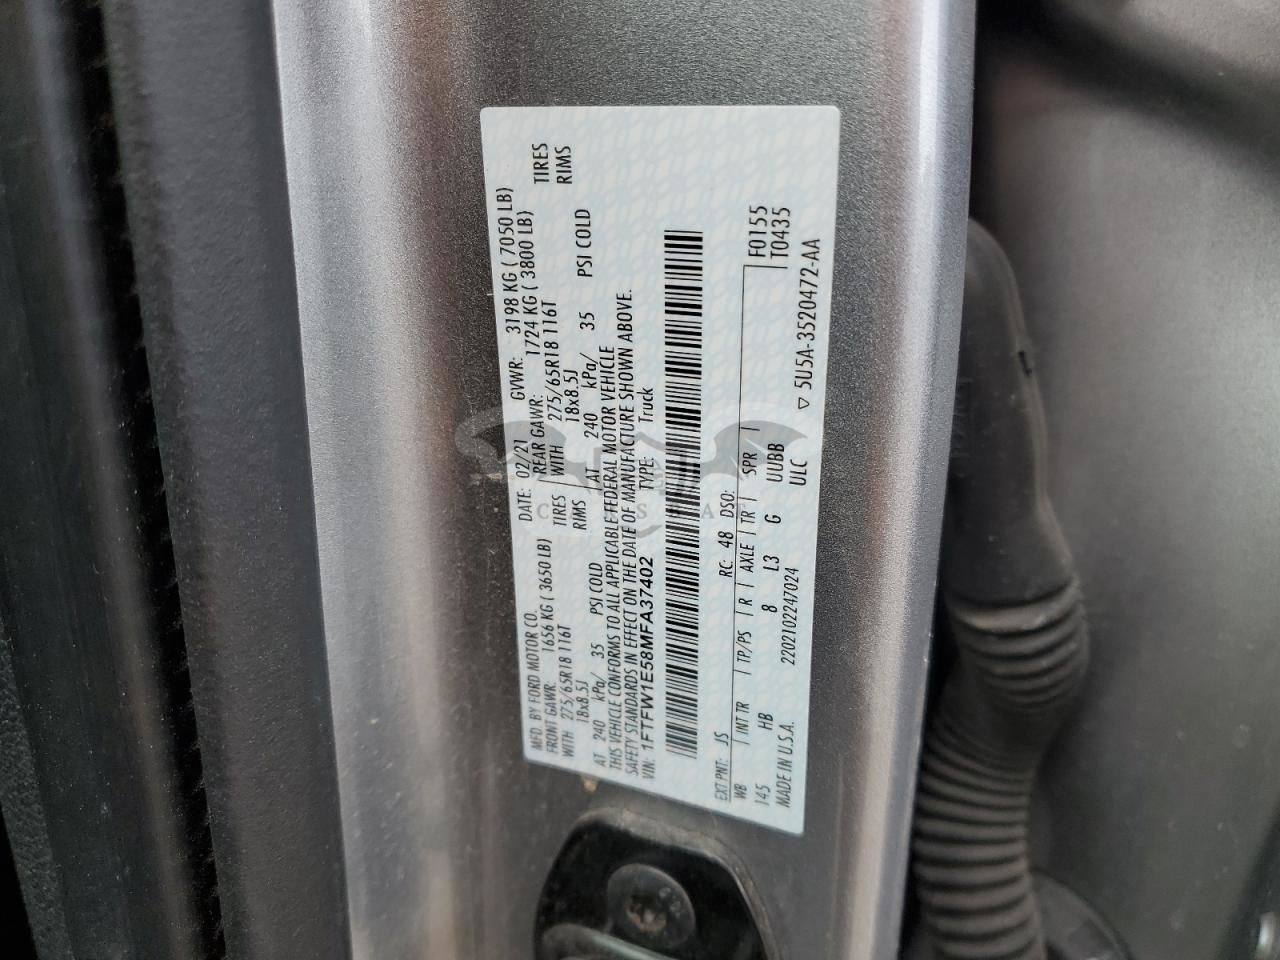 MFD. BY FORD MOTOR CO.
DATE: 02/21 GVWR: 3198 KG ( 7050 LB)
FRONT GAWR: 1656 KG ( 3650 LB) REAR GAWR: 1724 KG ( 3800 LB)
WITH 275/65R18 116T TIRES WITH 275/65R18 116T TIRES
18x8.5J RIMS 18x8.5J RIMS
AT 240 kPa/ 35 PSI COLD AT 240 kPa/ 35 PSI COLD
THIS VEHICLE CONFORMS TO ALL APPLICABLE FEDERAL MOTOR VEHICLE
SAFETY STANDARDS IN EFFECT ON THE DATE OF MANUFACTURE SHOWN ABOVE.
VIN: 1FTFW1E58MFA37402 TYPE: Truck
EXT PNT: JS RC: 48 DSO: F0155
WB INT TR TP/PS R AXLE TR SPR T0435
145 HB 8 L3 G UUBB
MADE IN U.S.A. 2202102247024 ULC ▽ 5U5A-3520472-AA